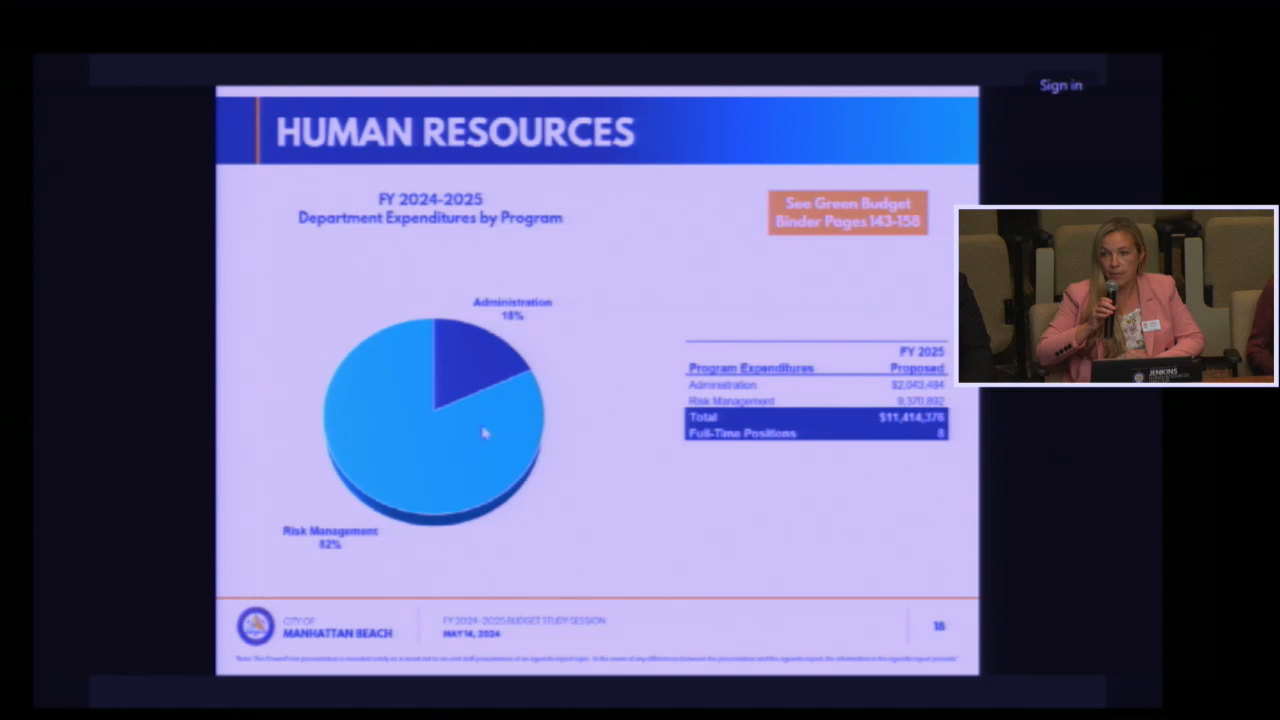 Sign in
HUMAN RESOURCES
FY 2024-2025
Department Expenditures by Program
See Green Budget
Binder Pages 143-158
Administration
18%
Risk Management
82%
FY 2025
Program Expenditures Proposed
Administration $2,043,484
Risk Management 9,370,892
Total $11,414,376
Full-Time Positions 8
JENKINS
CITY OF
MANHATTAN BEACH
FY 2024-2025 BUDGET STUDY SESSION
MAY 14, 2024
18